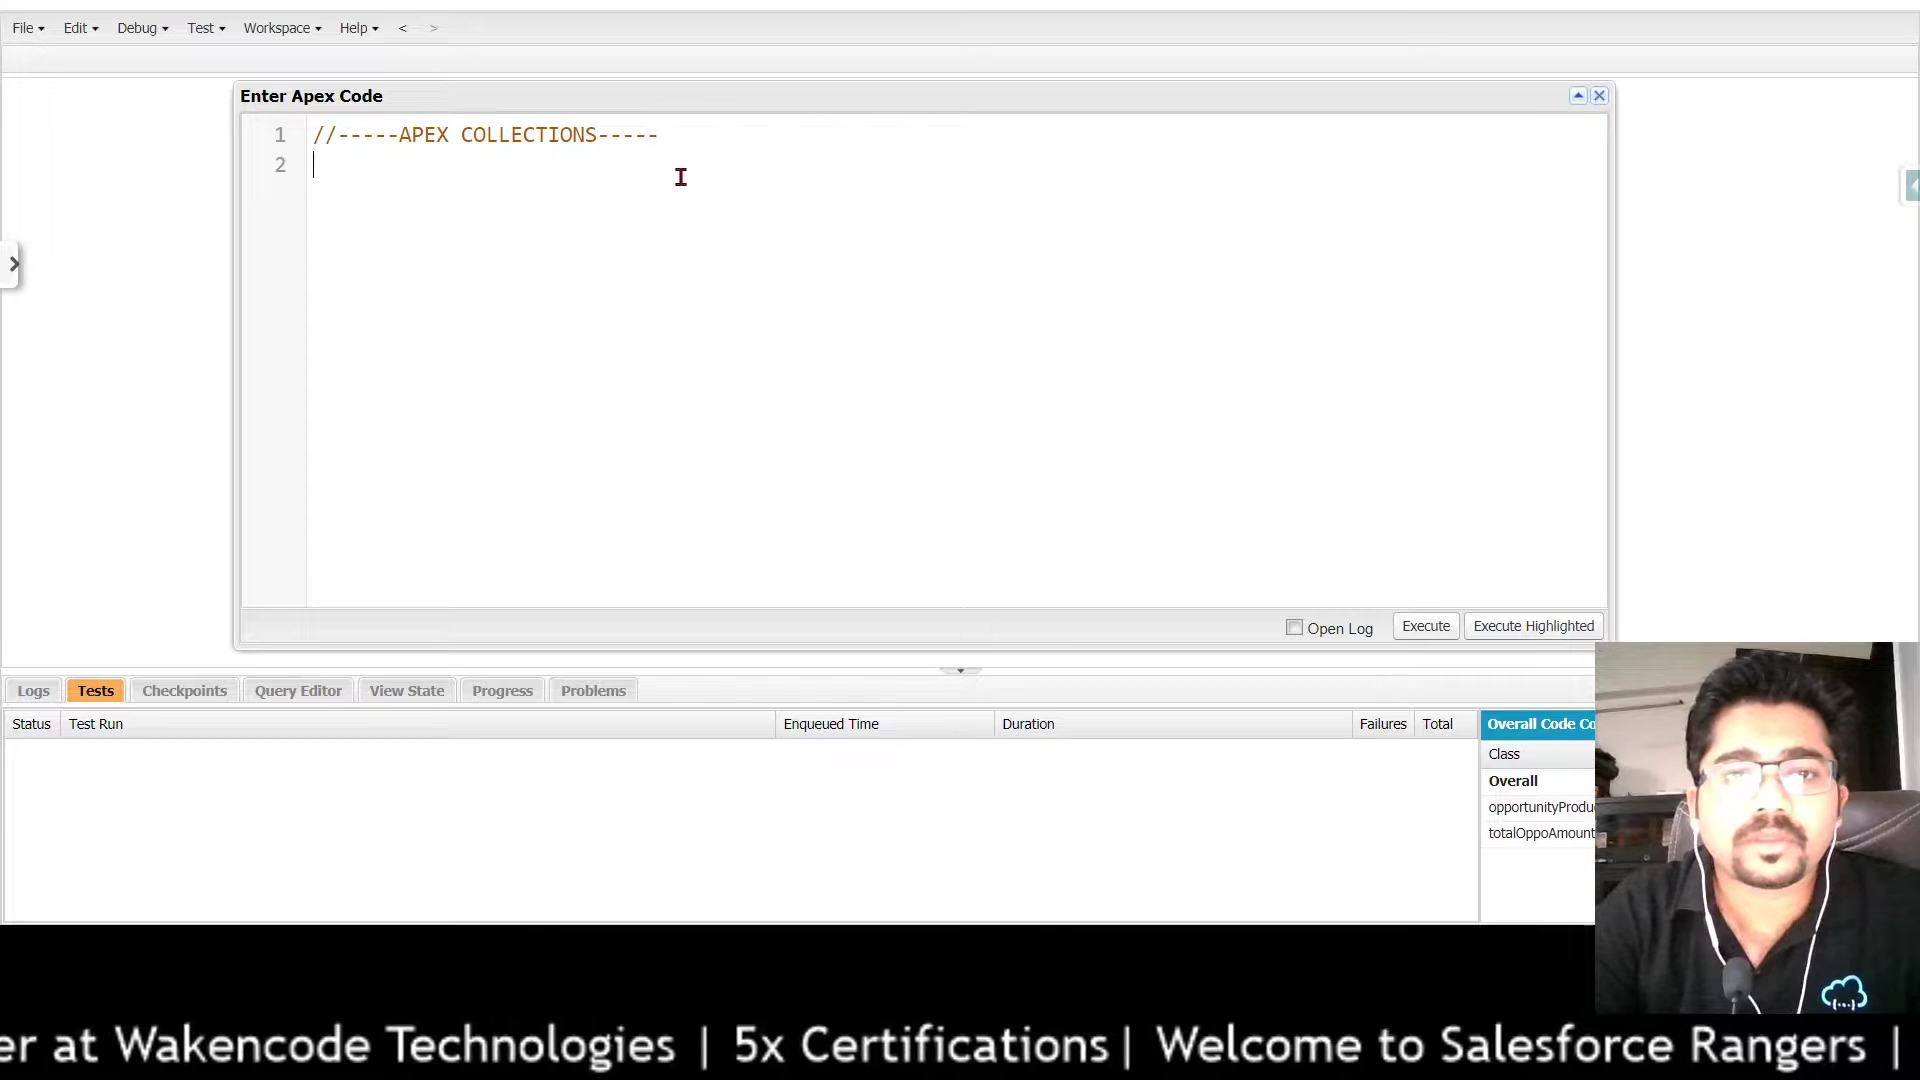 File Edit Debug Test Workspace Help < >
Enter Apex Code
1 //-----APEX COLLECTIONS-----
2
Open Log Execute Execute Highlighted
Logs Tests Checkpoints Query Editor View State Progress Problems
Status Test Run Enqueued Time Duration Failures Total Overall Code Co
Class
Overall
opportunityProdu
totalOppoAmount
er at Wakencode Technologies | 5x Certifications| Welcome to Salesforce Rangers |